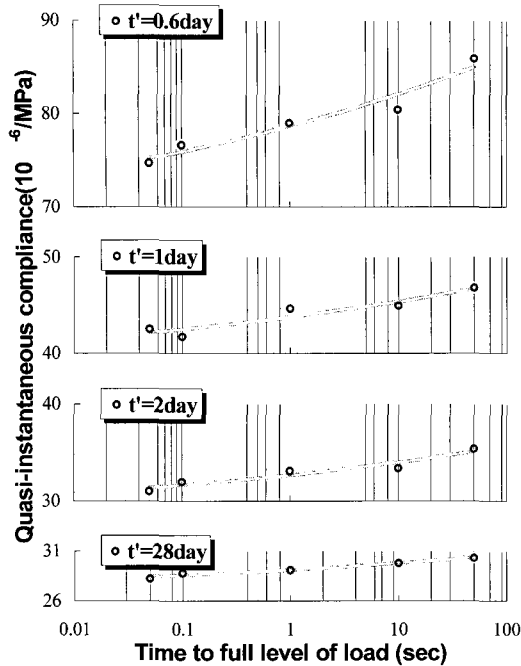 Quasi-instantaneous compliance(10 -6/MPa)
90
t'=0.6day
80
70
50
t'=1day
40
40
t'=2day
30
31
t'=28day
26
0.01 0.1 1 10 100
Time to full level of load (sec)